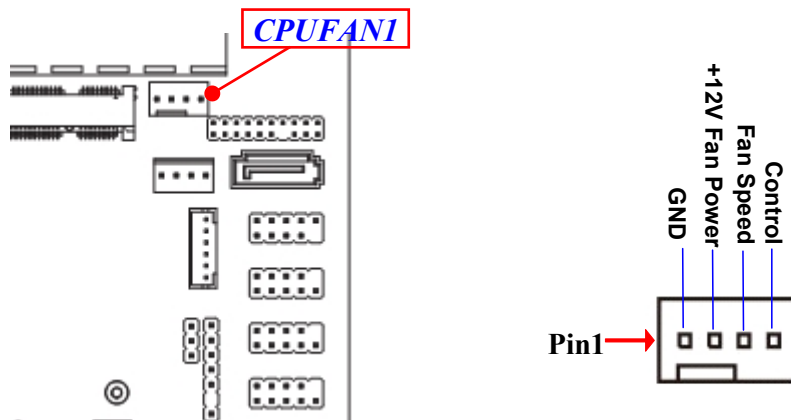 CPUFAN1
Control
Fan Speed
+12V Fan Power
GND
Pin1